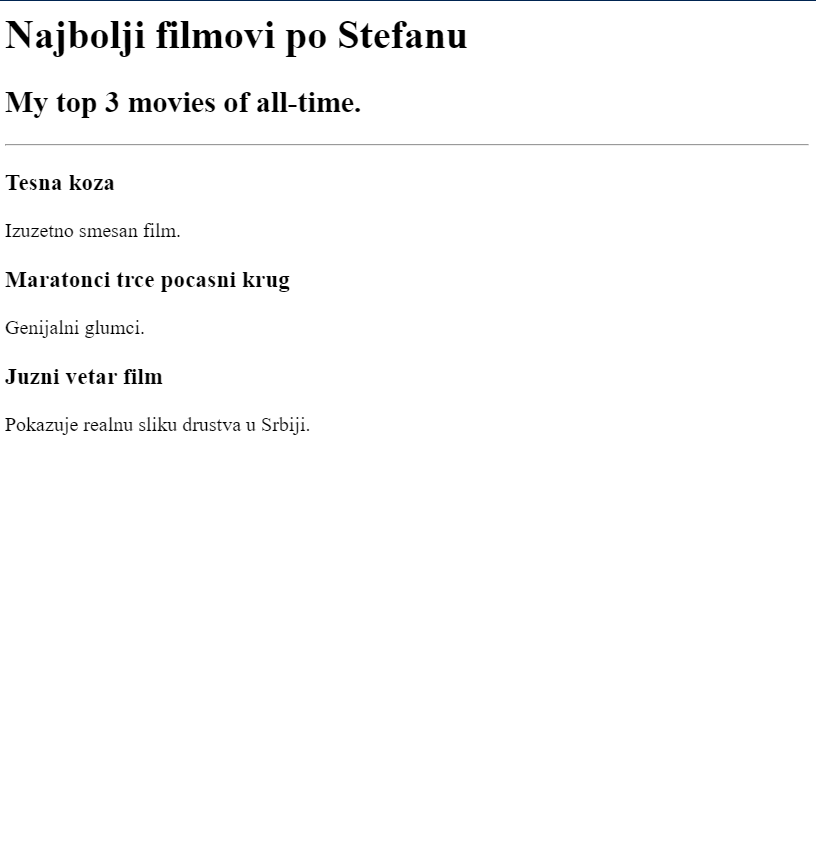 Najbolji filmovi po Stefanu
My top 3 movies of all-time.
Tesna koza
Izuzetno smesan film.
Maratonci trce pocasni krug
Genijalni glumci.
Juzni vetar film
Pokazuje realnu sliku drustva u Srbiji.